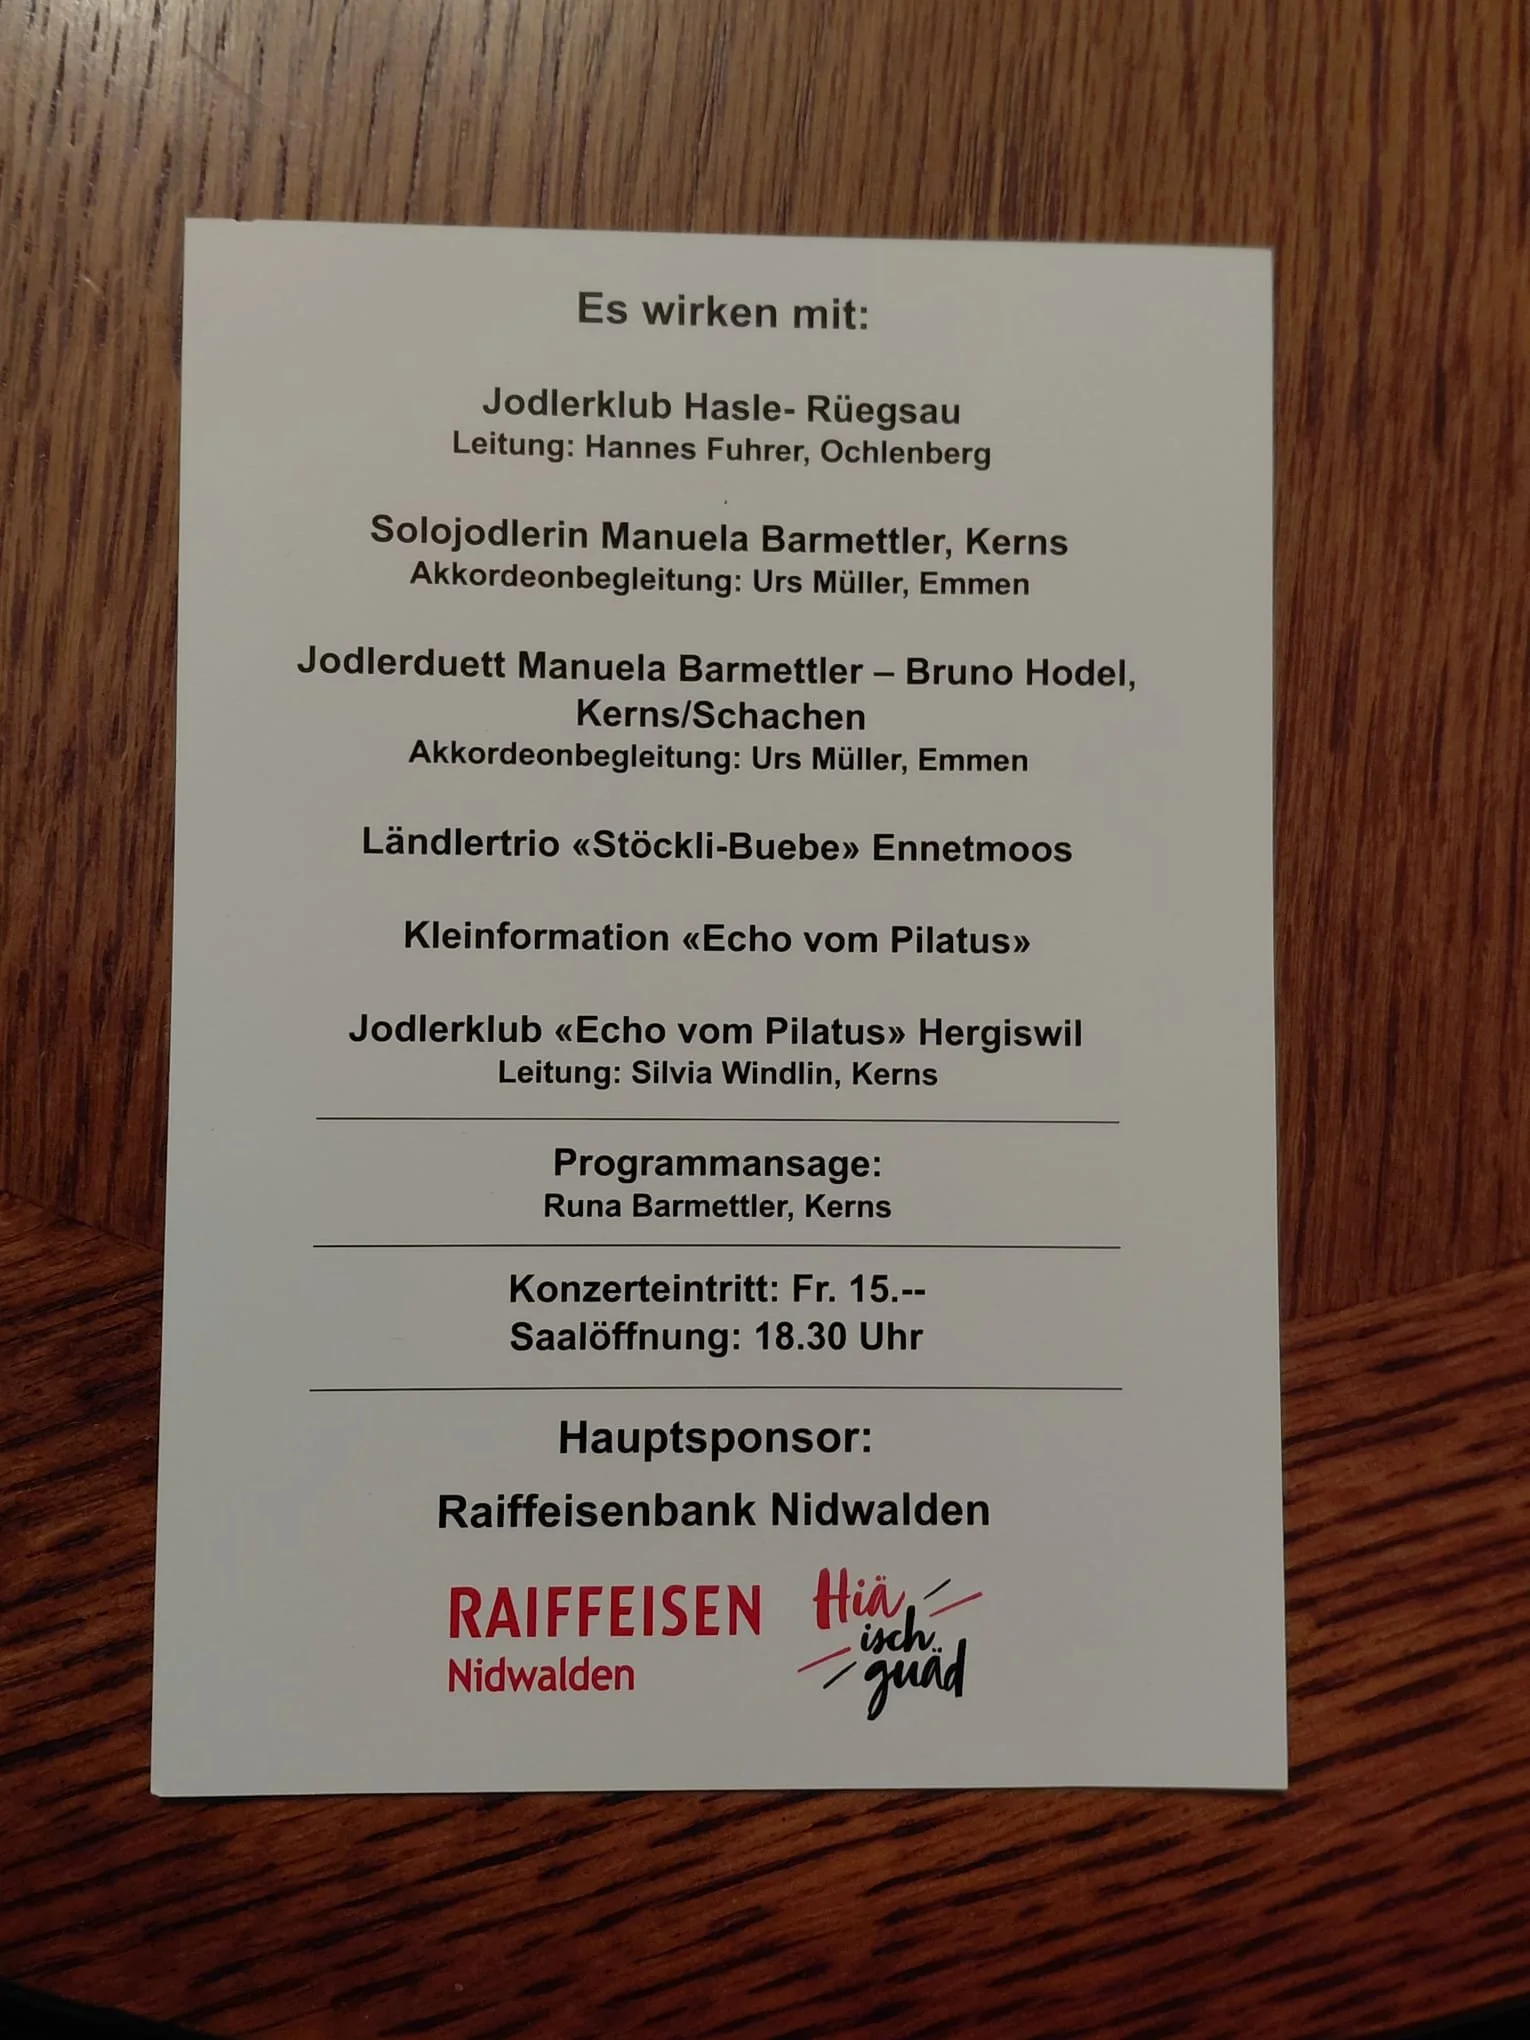 Es wirken mit:
Jodlerklub Hasle- Rüegsau
Leitung: Hannes Fuhrer, Ochlenberg
Solojodlerin Manuela Barmettler, Kerns
Akkordeonbegleitung: Urs Müller, Emmen
Jodlerduett Manuela Barmettler – Bruno Hodel,
Kerns/Schachen
Akkordeonbegleitung: Urs Müller, Emmen
Ländlertrio «Stöckli-Buebe» Ennetmoos
Kleinformation «Echo vom Pilatus»
Jodlerklub «Echo vom Pilatus» Hergiswil
Leitung: Silvia Windlin, Kerns
Programmansage:
Runa Barmettler, Kerns
Konzerteintritt: Fr. 15.--
Saalöffnung: 18.30 Uhr
Hauptsponsor:
Raiffeisenbank Nidwalden
RAIFFEISEN
Nidwalden
Hiä
isch
guäd